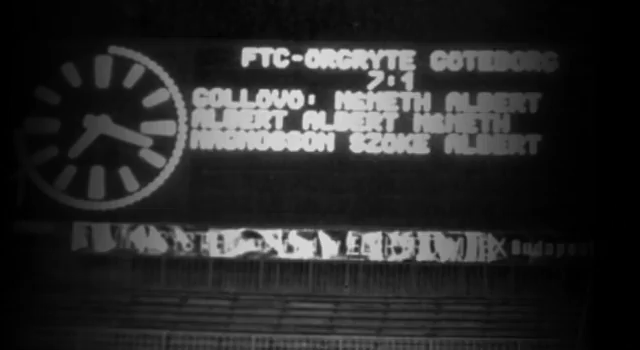 FTC-ORGRYTE GOTEBORG
7:1
GOLLOVO: NEMETH ALBERT
ALBERT ALBERT NEMETH
MAGNUSSON SZOKE ALBERT
Budapest